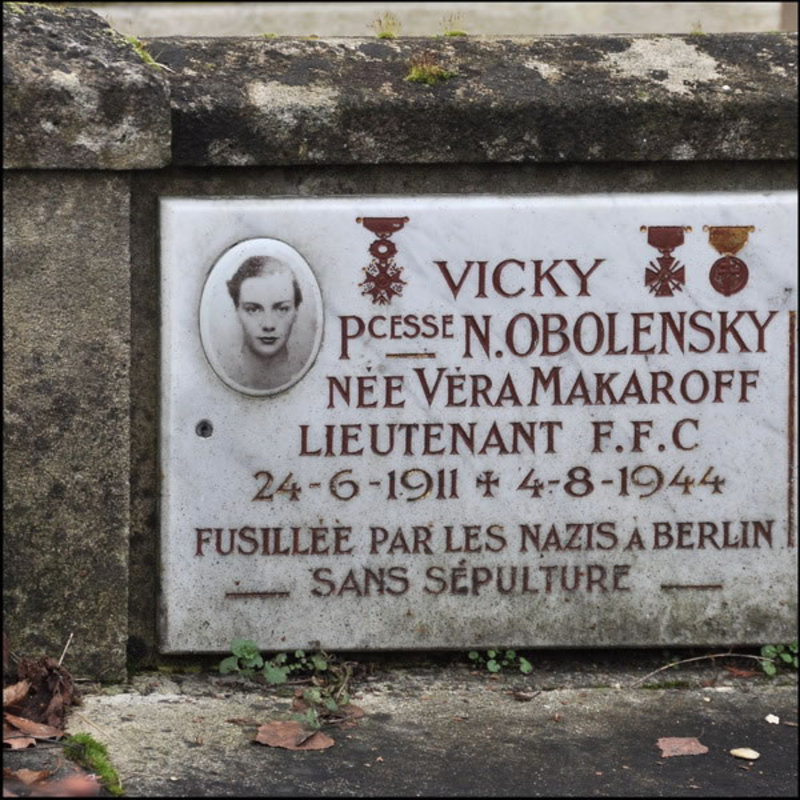 VICKY
PCESSE N. OBOLENSKY
NÉE VÉRA MAKAROFF
LIEUTENANT F.F.C
24-6-1911 ✝ 4-8-1944
FUSILLÉE PAR LES NAZIS A BERLIN
SANS SÉPULTURE